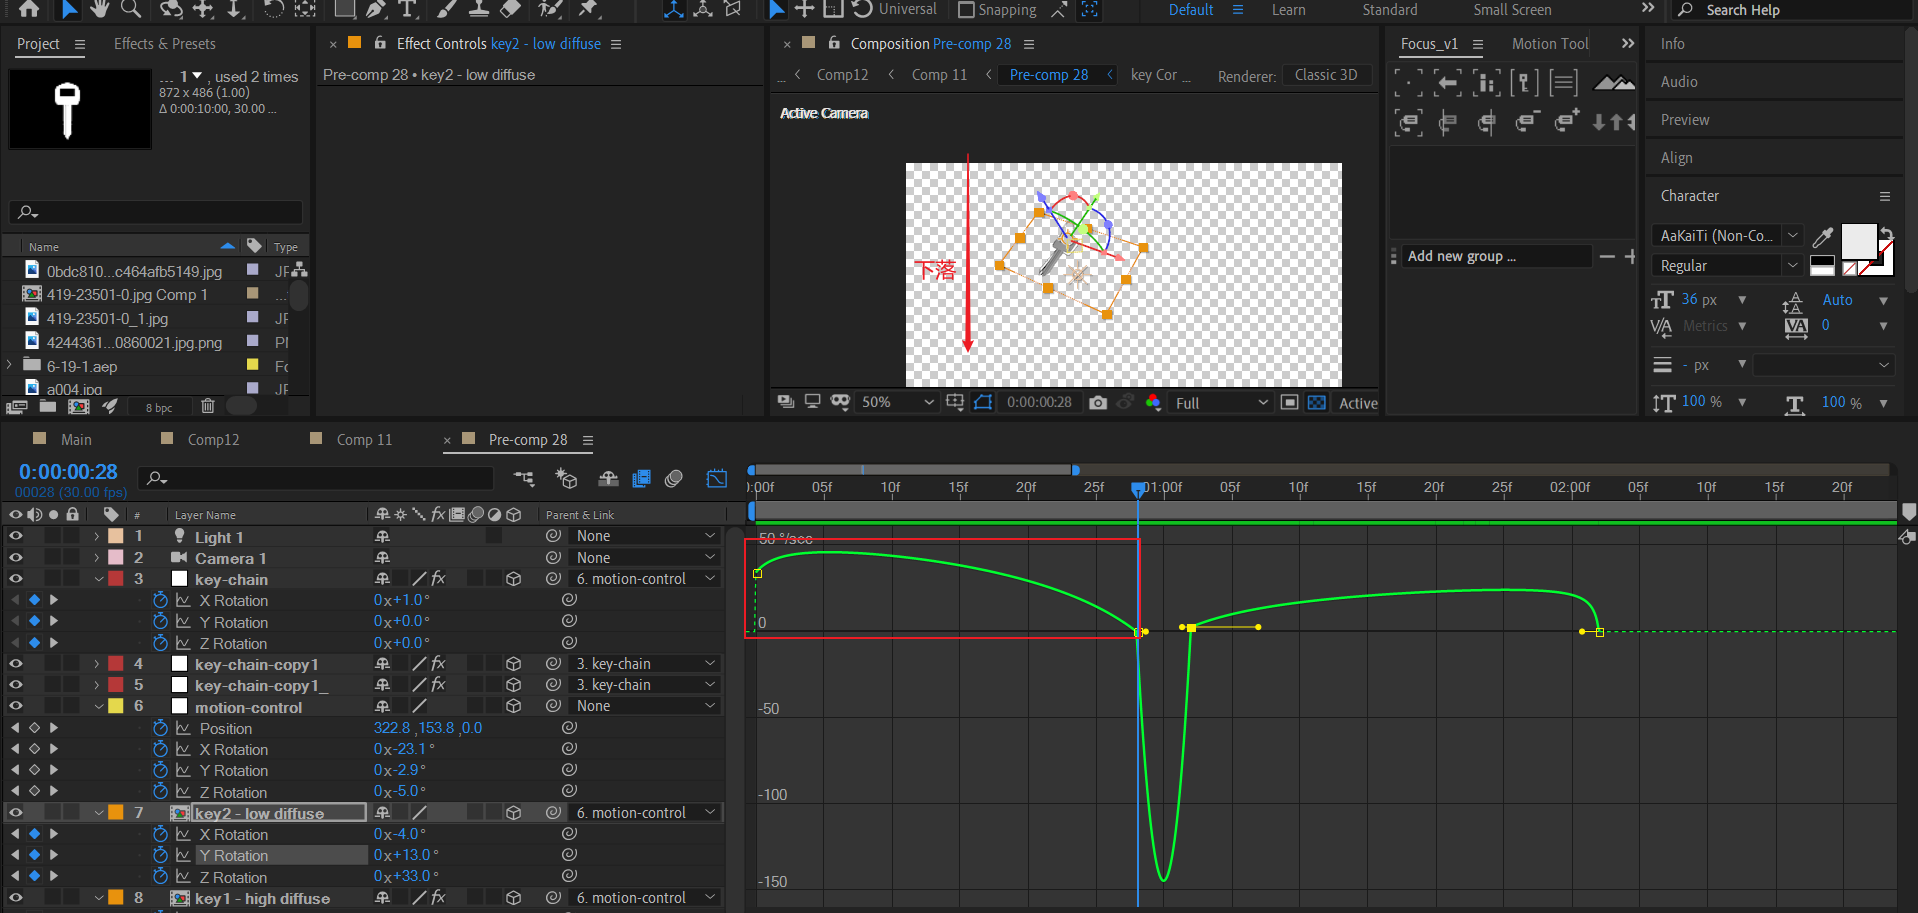 Universal
Snapping
Default
Learn
Standard
Small Screen
Search Help
Project
Effects & Presets
Effect Controls key2 - low diffuse
Composition Pre-comp 28
Focus_v1
Motion Tool
Info
... 1 , used 2 times
872 x 486 (1.00)
Δ 0:00:10:00, 30.00 ...
Pre-comp 28 • key2 - low diffuse
... Comp12
Comp 11
Pre-comp 28
key Cor ...
Renderer:
Classic 3D
Audio
Active Camera
Preview
Align
Character
下落
AaKaiTi (Non-Co...
Regular
Add new group ...
36 px
Auto
Metrics
0
- px
100 %
100 %
Name
Type
0bdc810...c464afb5149.jpg
JF
419-23501-0.jpg Comp 1
...
419-23501-0_1.jpg
JF
4244361...0860021.jpg.png
PN
6-19-1.aep
Fo
a004.jpg
JF
8 bpc
50%
0:00:00:28
Full
Active
Main
Comp12
Comp 11
Pre-comp 28
0:00:00:28
00028 (30.00 fps)
):00f 05f 10f 15f 20f 25f 01:00f 05f 10f 15f 20f 25f 02:00f 05f 10f 15f 20f
# Layer Name
Parent & Link
1 Light 1 None
2 Camera 1 None
3 key-chain fx 6. motion-control
X Rotation 0x+1.0°
Y Rotation 0x+0.0°
Z Rotation 0x+0.0°
4 key-chain-copy1 fx 3. key-chain
5 key-chain-copy1_ fx 3. key-chain
6 motion-control None
Position 322.8 ,153.8 ,0.0
X Rotation 0x-23.1°
Y Rotation 0x-2.9°
Z Rotation 0x-5.0°
7 key2 - low diffuse 6. motion-control
X Rotation 0x-4.0°
Y Rotation 0x+13.0°
Z Rotation 0x+33.0°
8 key1 - high diffuse fx 6. motion-control
50 °/sec
0
-50
-100
-150